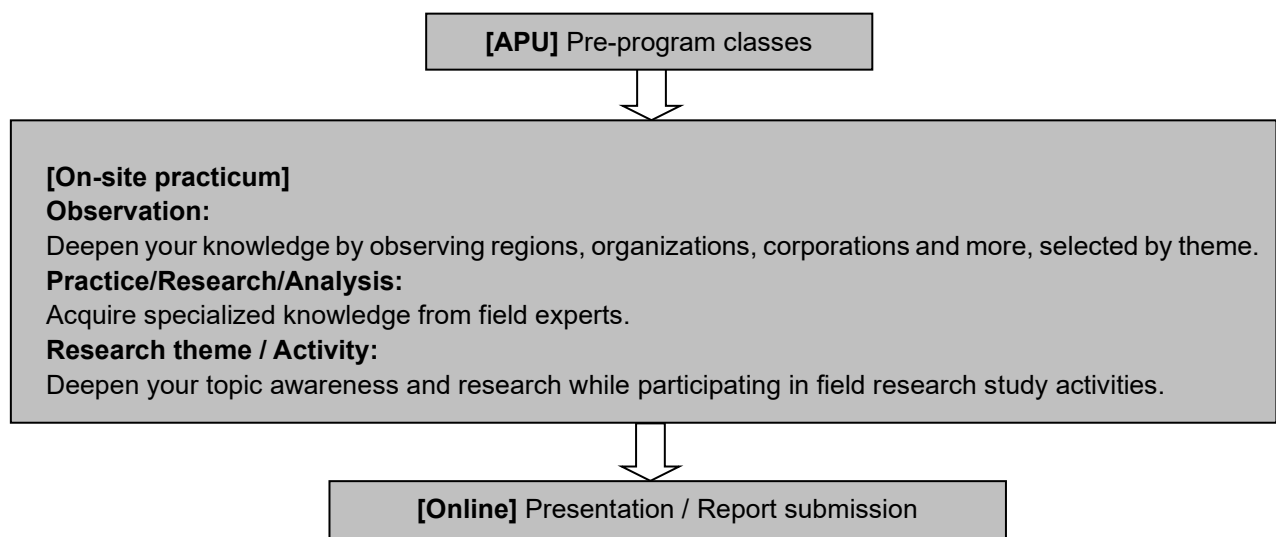 [APU] Pre-program classes
[On-site practicum]
Observation:
Deepen your knowledge by observing regions, organizations, corporations and more, selected by theme.
Practice/Research/Analysis:
Acquire specialized knowledge from field experts.
Research theme / Activity:
Deepen your topic awareness and research while participating in field research study activities.
[Online] Presentation / Report submission